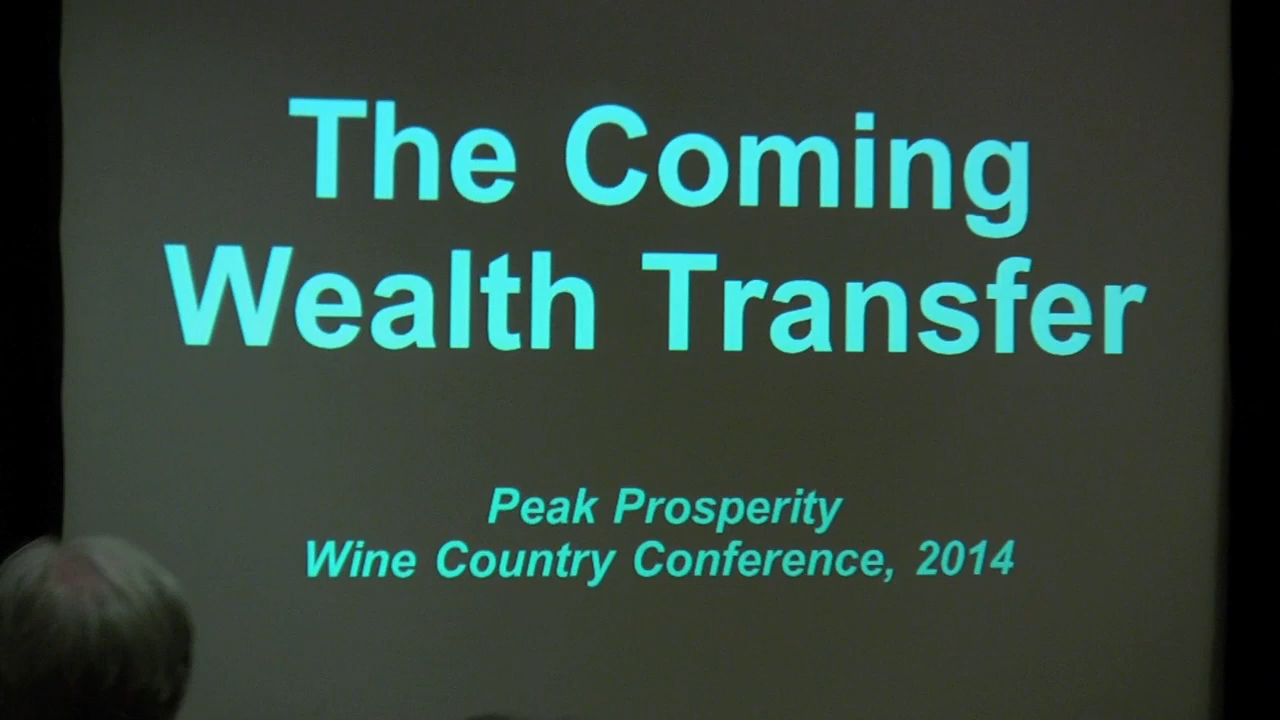 The Coming
Wealth Transfer
Peak Prosperity
Wine Country Conference, 2014